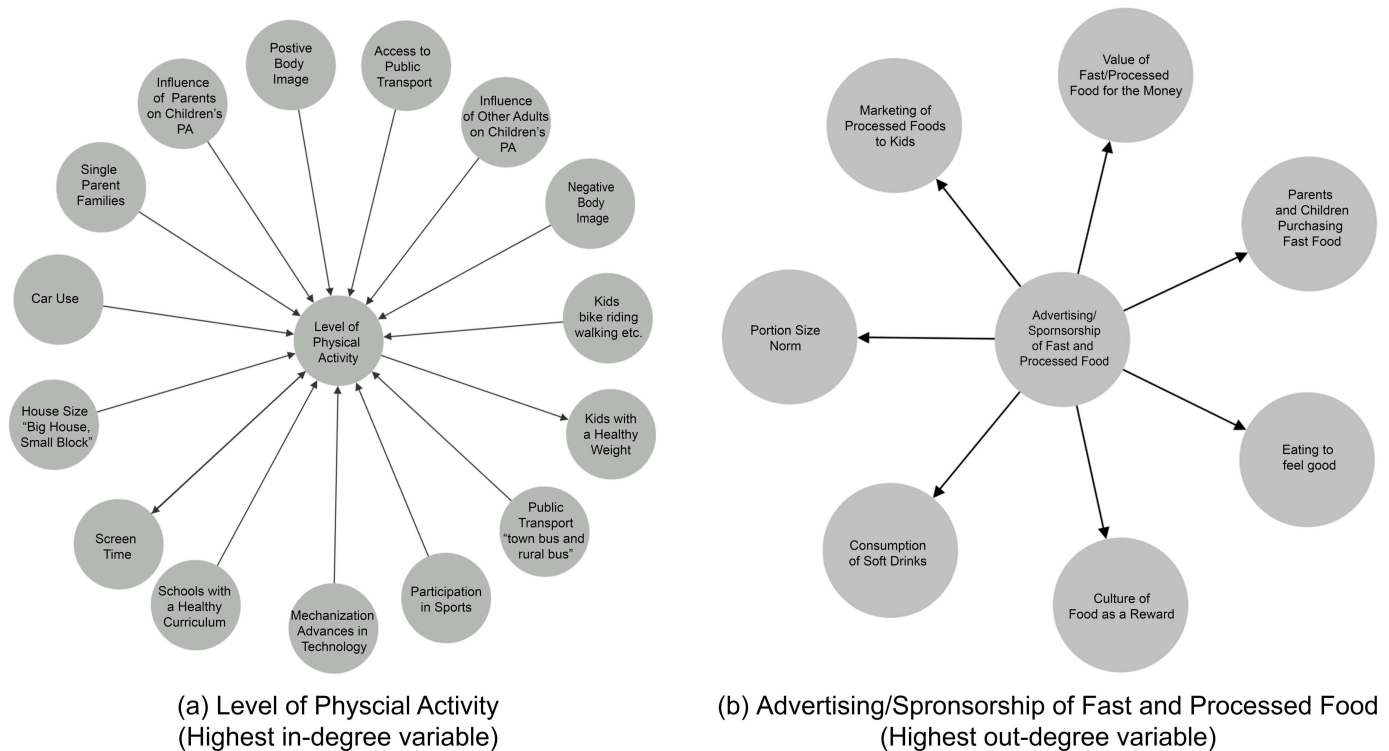 Postive
Body
Image
Access to
Public
Transport
Influence
of Parents
on Children's
PA
Influence
of Other Adults
on Children's
PA
Single
Parent
Families
Negative
Body
Image
Car Use
Kids
bike riding
walking etc.
Level of
Physical
Activity
House Size
"Big House,
Small Block"
Kids with
a Healthy
Weight
Screen
Time
Public
Transport
"town bus and
rural bus"
Schools with
a Healthy
Curriculum
Mechanization
Advances in
Technology
Participation
in Sports
(a) Level of Physcial Activity
(Highest in-degree variable)
Value of
Fast/Processed
Food for the Money
Marketing of
Processed Foods
to Kids
Parents
and Children
Purchasing
Fast Food
Portion Size
Norm
Advertising/
Spornsorship
of Fast and
Processed Food
Eating to
feel good
Consumption
of Soft Drinks
Culture of
Food as a Reward
(b) Advertising/Spronsorship of Fast and Processed Food
(Highest out-degree variable)